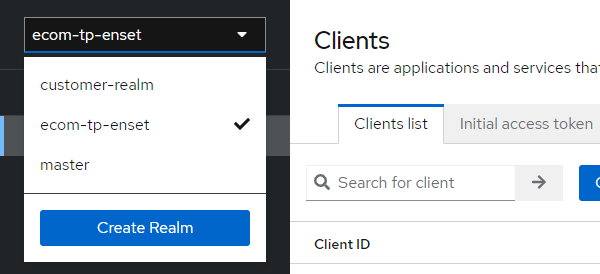 ecom-tp-enset
customer-realm
ecom-tp-enset
master
Create Realm
Clients
Clients are applications and services
Clients list
Initial access token
Search for client
Client ID